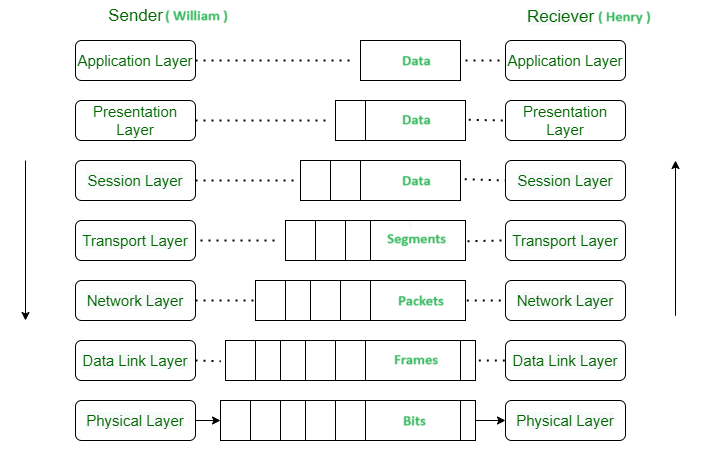 Sender ( William )
Reciever ( Henry )
Application Layer
Data
Application Layer
Presentation
Layer
Data
Presentation
Layer
Session Layer
Data
Session Layer
Transport Layer
Segments
Transport Layer
Network Layer
Packets
Network Layer
Data Link Layer
Frames
Data Link Layer
Physical Layer
Bits
Physical Layer